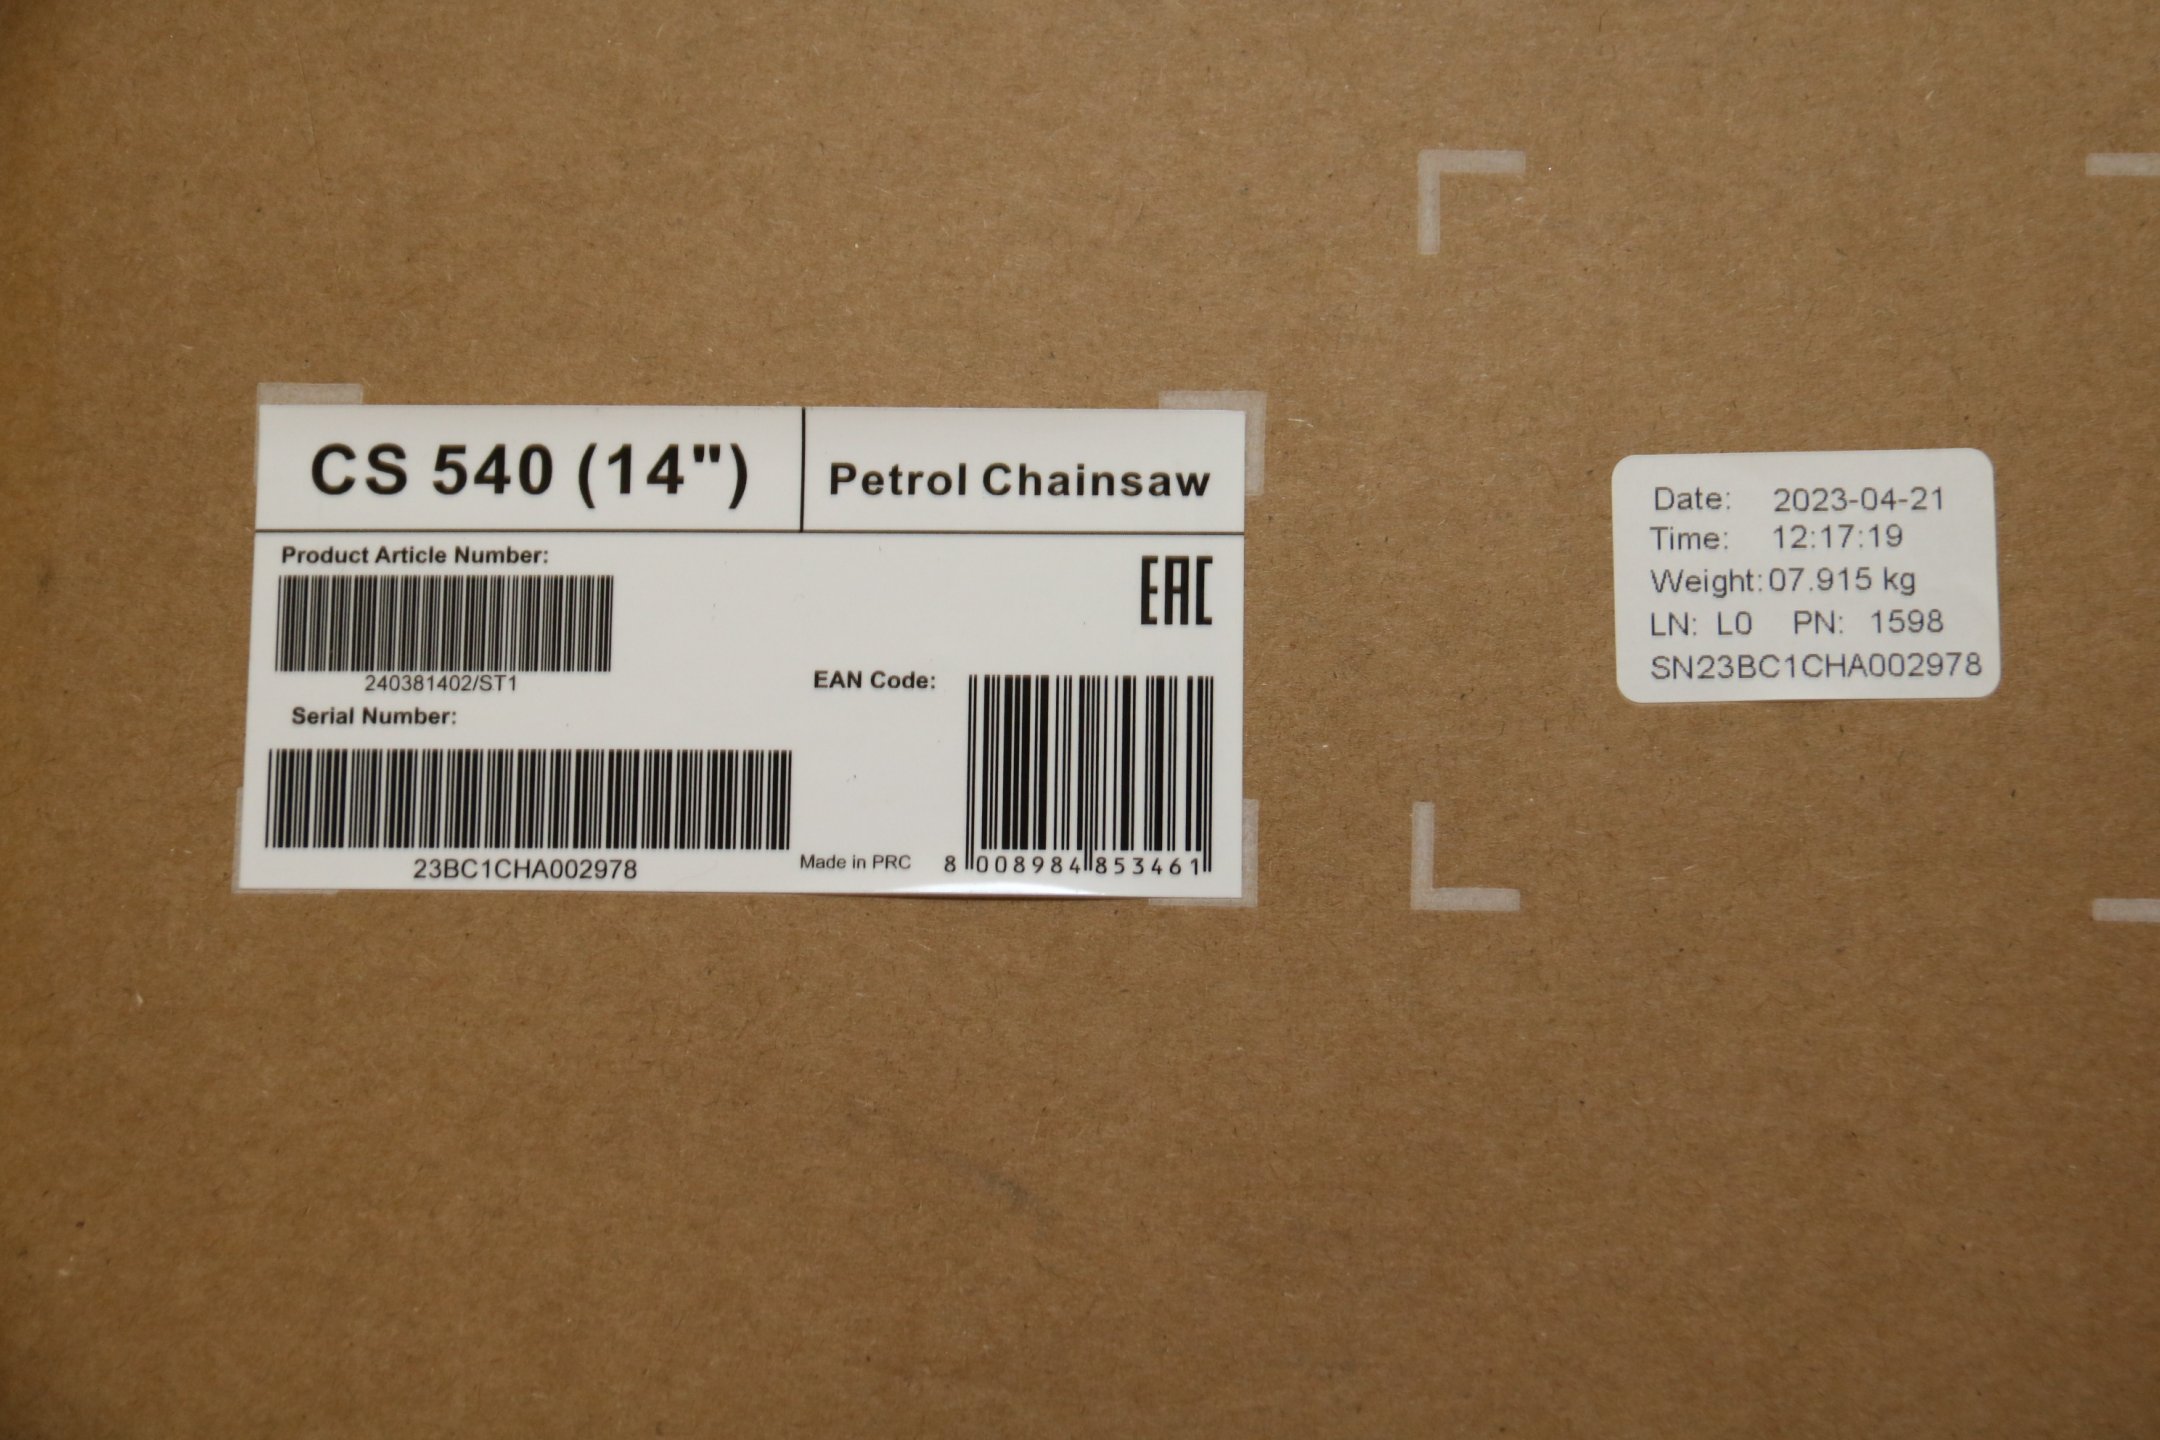 CS 540 (14")
Petrol Chainsaw
Product Article Number:
240381402/ST1
EAC
Serial Number:
23BC1CHA002978
EAN Code:
Made in PRC
8 008984 853461
Date: 2023-04-21
Time: 12:17:19
Weight: 07.915 kg
LN: L0 PN: 1598
SN23BC1CHA002978